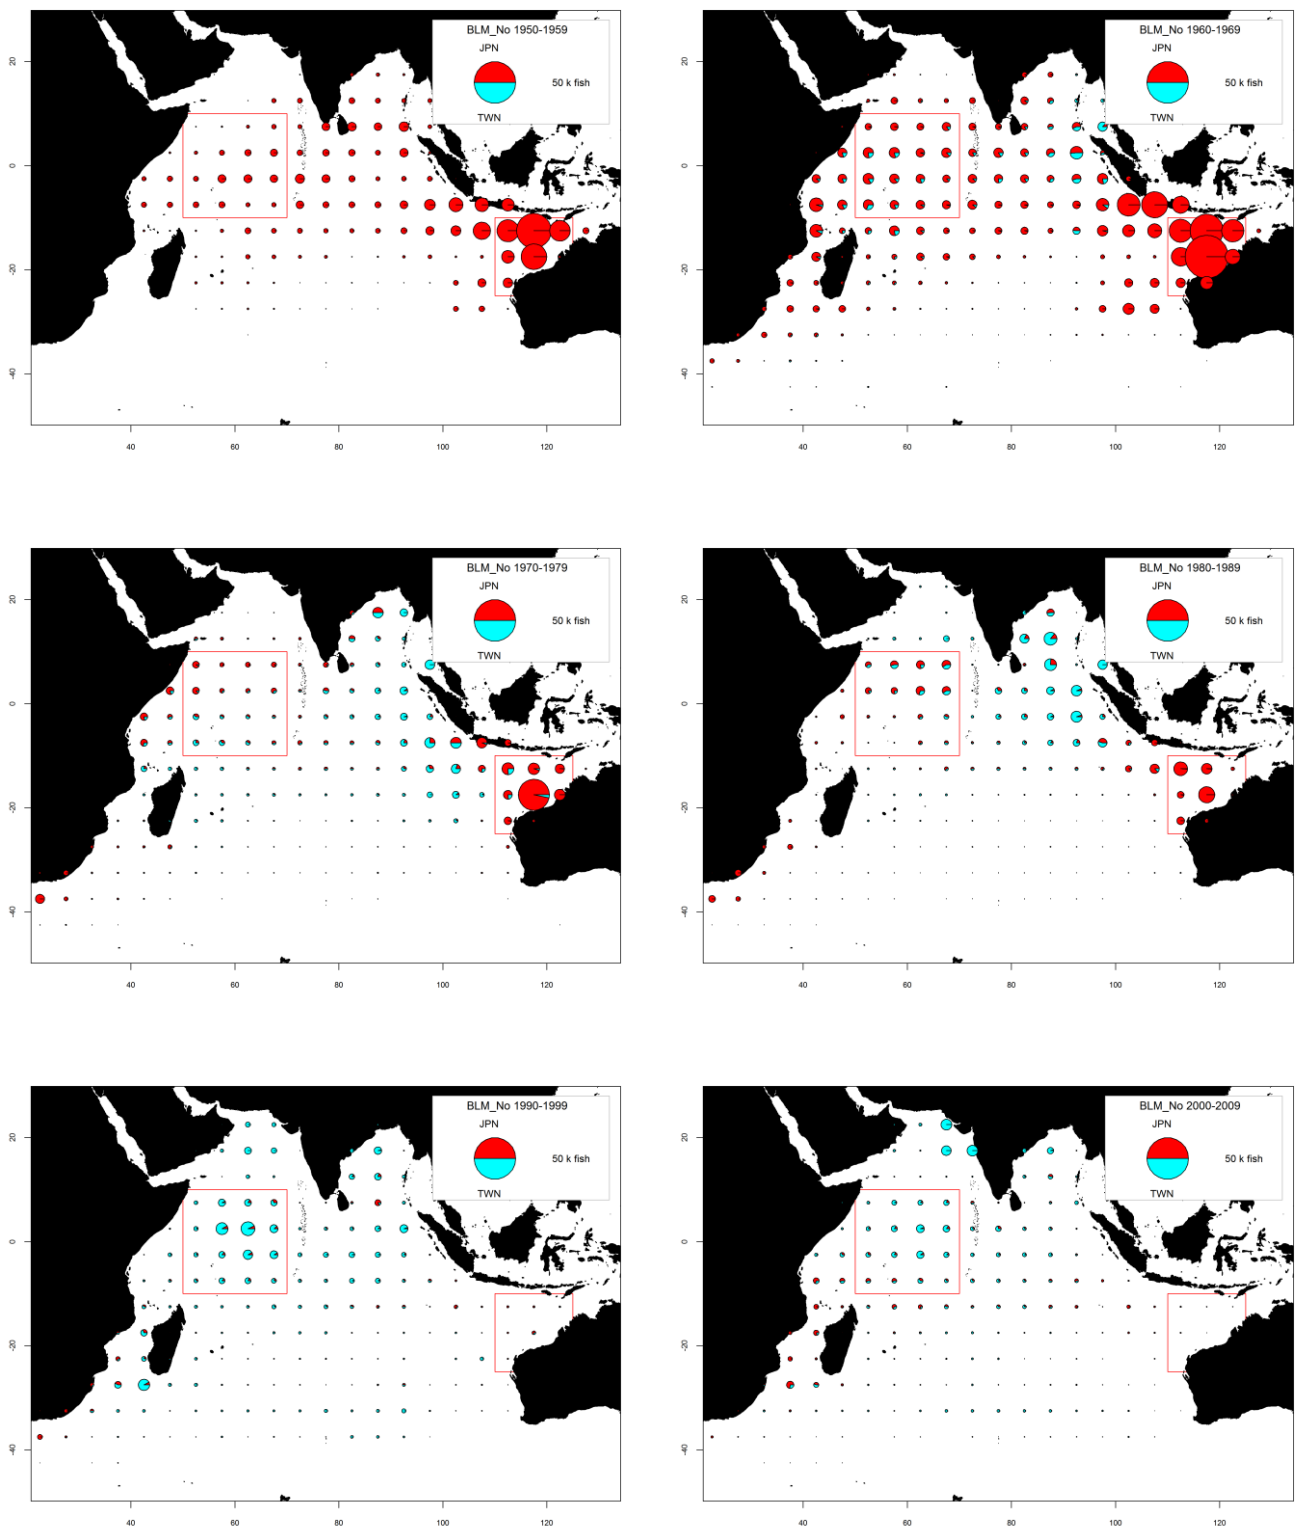 BLM_No 1950-1959
JPN
50 k fish
TWN
20
0
-20
-40
40 60 80 100 120
BLM_No 1960-1969
JPN
50 k fish
TWN
20
0
-20
-40
40 60 80 100 120
BLM_No 1970-1979
JPN
50 k fish
TWN
20
0
-20
-40
40 60 80 100 120
BLM_No 1980-1989
JPN
50 k fish
TWN
20
0
-20
-40
40 60 80 100 120
BLM_No 1990-1999
JPN
50 k fish
TWN
20
0
-20
-40
40 60 80 100 120
BLM_No 2000-2009
JPN
50 k fish
TWN
20
0
-20
-40
40 60 80 100 120